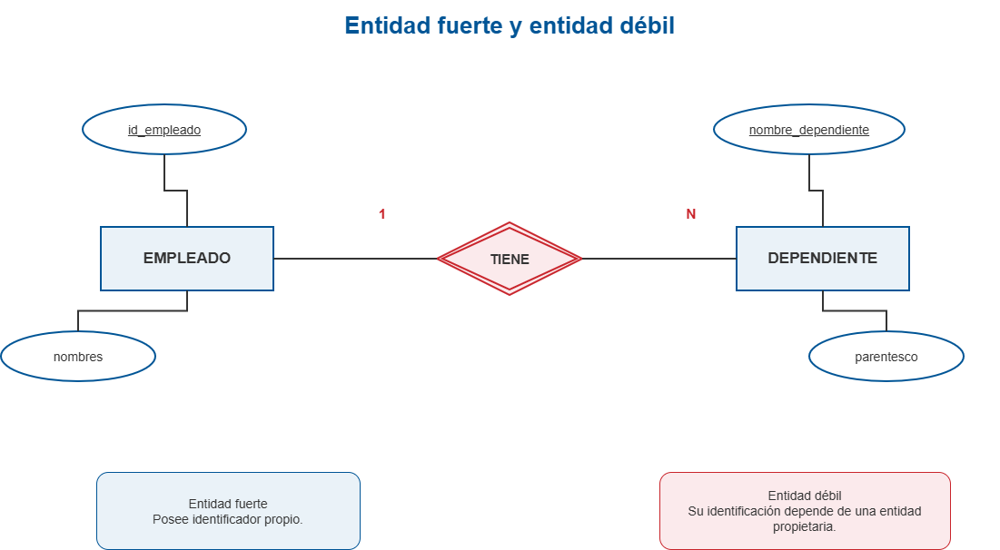 Entidad fuerte y entidad débil
id_empleado
nombre_dependiente
1
N
EMPLEADO
TIENE
DEPENDIENTE
nombres
parentesco
Entidad fuerte
Posee identificador propio.
Entidad débil
Su identificación depende de una entidad
propietaria.